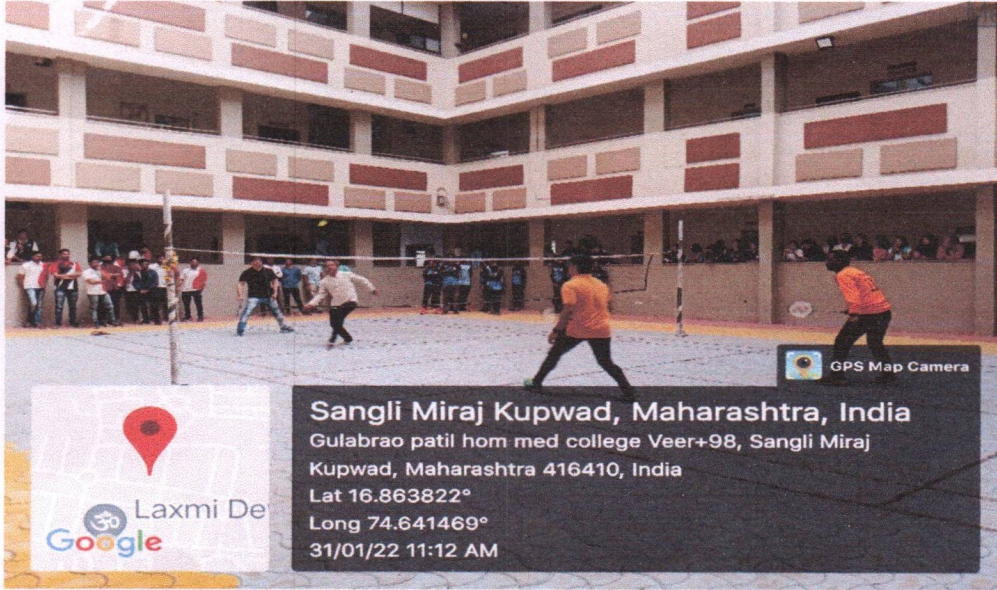 GPS Map Camera
Sangli Miraj Kupwad, Maharashtra, India
Gulabrao patil hom med college Veer+98, Sangli Miraj
Kupwad, Maharashtra 416410, India
Lat 16.863822°
Long 74.641469°
31/01/22 11:12 AM
ॐ
Laxmi De
Google